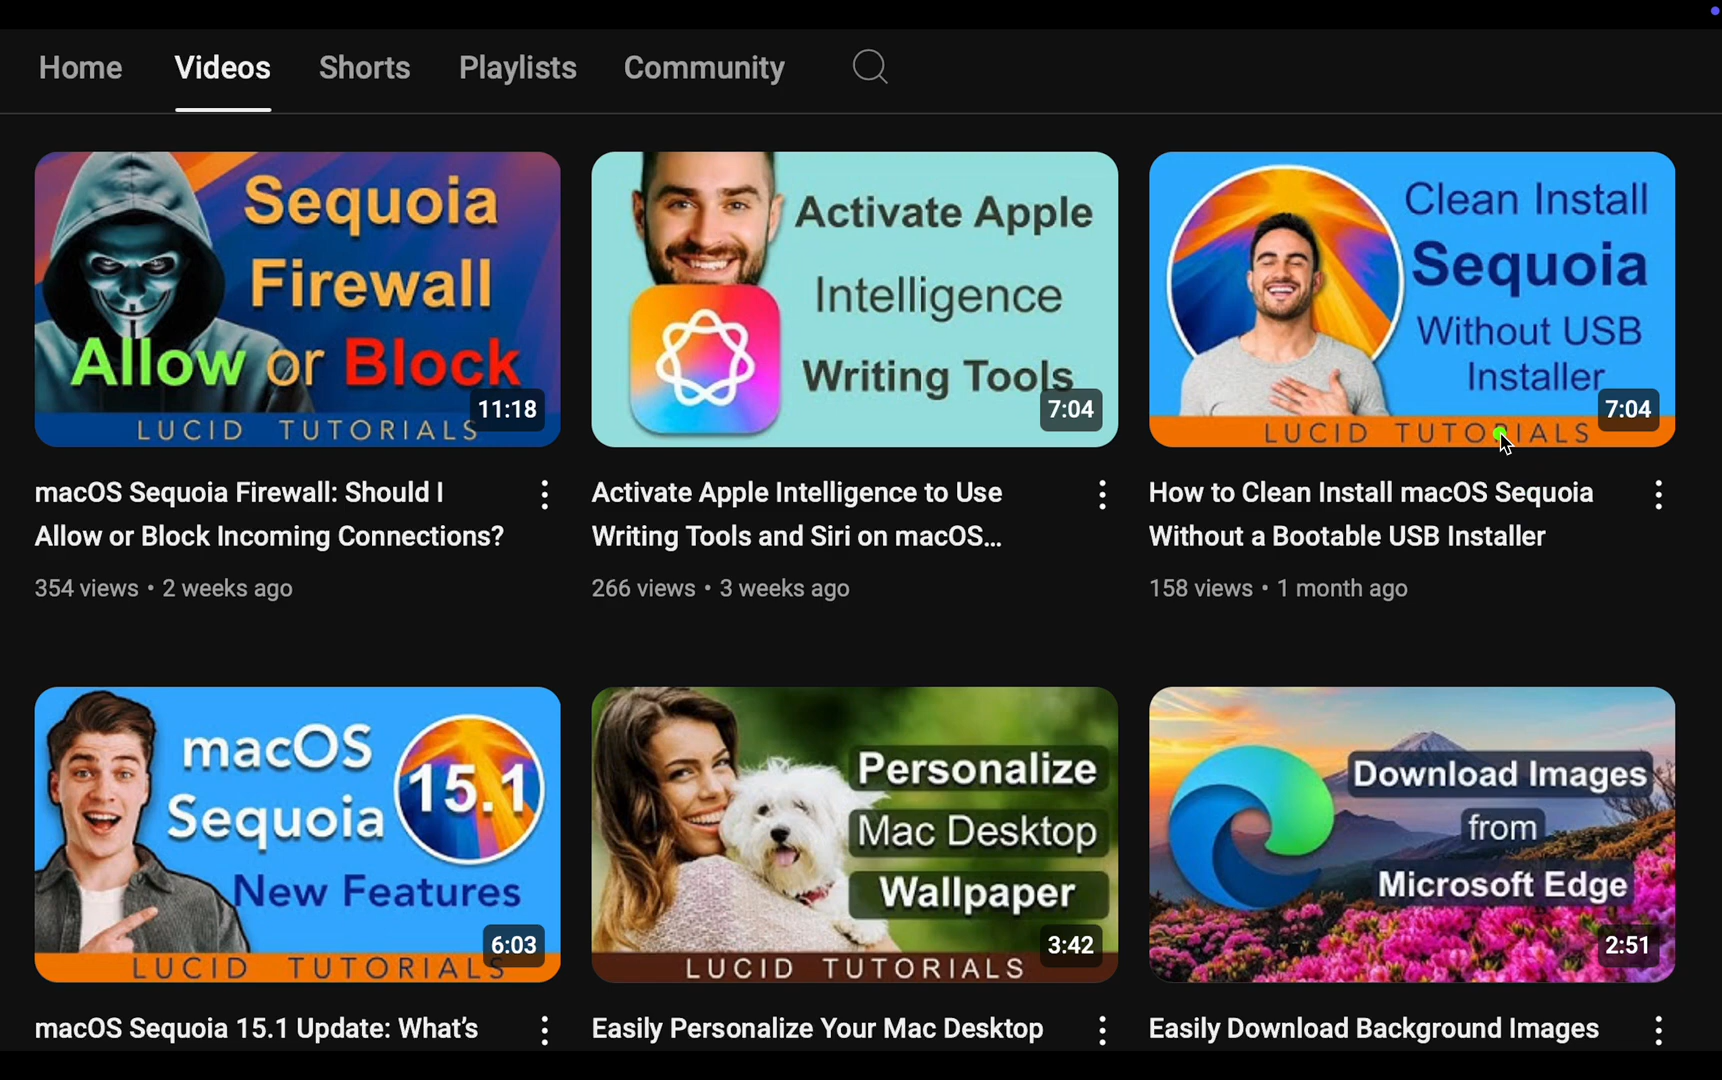 Home Videos Shorts Playlists Community
Sequoia
Firewall
Allow or Block
11:18
LUCID TUTORIALS
Activate Apple
Intelligence
Writing Tools
7:04
Clean Install
Sequoia
Without USB
Installer
7:04
LUCID TUTORIALS
macOS Sequoia Firewall: Should I
Allow or Block Incoming Connections?
354 views • 2 weeks ago
Activate Apple Intelligence to Use
Writing Tools and Siri on macOS...
266 views • 3 weeks ago
How to Clean Install macOS Sequoia
Without a Bootable USB Installer
158 views • 1 month ago
macOS
Sequoia
15.1
New Features
6:03
LUCID TUTORIALS
Personalize
Mac Desktop
Wallpaper
3:42
LUCID TUTORIALS
Download Images
from
Microsoft Edge
2:51
macOS Sequoia 15.1 Update: What’s
Easily Personalize Your Mac Desktop
Easily Download Background Images